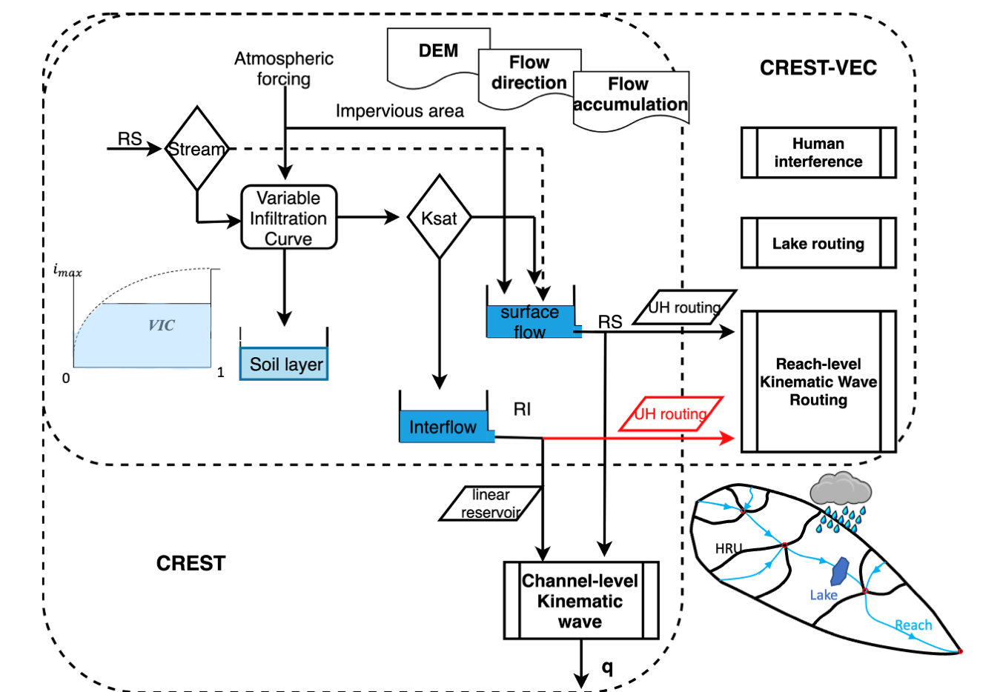 DEM
Flow
direction
Flow
accumulation
CREST-VEC
Atmospheric
forcing
Impervious area
RS
Stream
Human
interference
Variable
Infiltration
Curve
Ksat
Lake routing
imax
VIC
0
1
Soil layer
surface
flow
RS
UH routing
Reach-level
Kinematic Wave
Routing
Interflow
RI
UH routing
linear
reservoir
CREST
Channel-level
Kinematic
wave
q
HRU
Lake
Reach